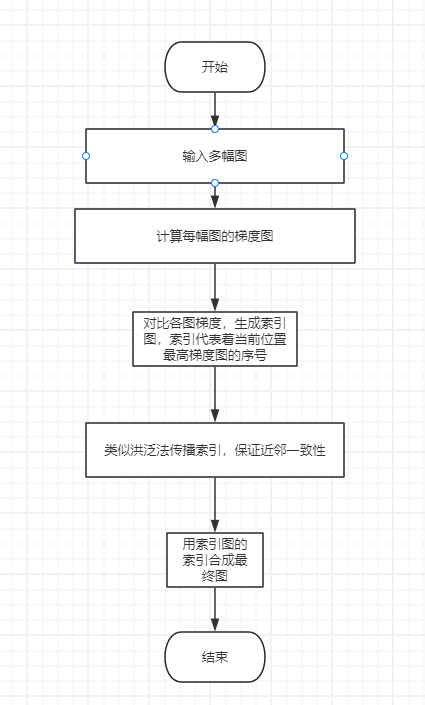 开始
输入多幅图
计算每幅图的梯度图
对比各图梯度，生成索引
图，索引代表着当前位置
最高梯度图的序号
类似洪泛法传播索引，保证近邻一致性
用索引图的
索引合成最
终图
结束